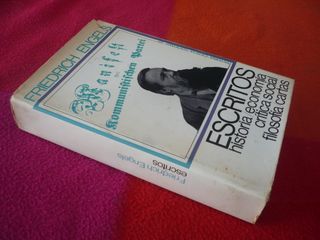 FRIEDRICH ENGELS
Manifest
der
Kommunistischen Partei
ESCRITOS
historia, economía
crítica social
filosofía, cartas
Friedrich Engels
escritos